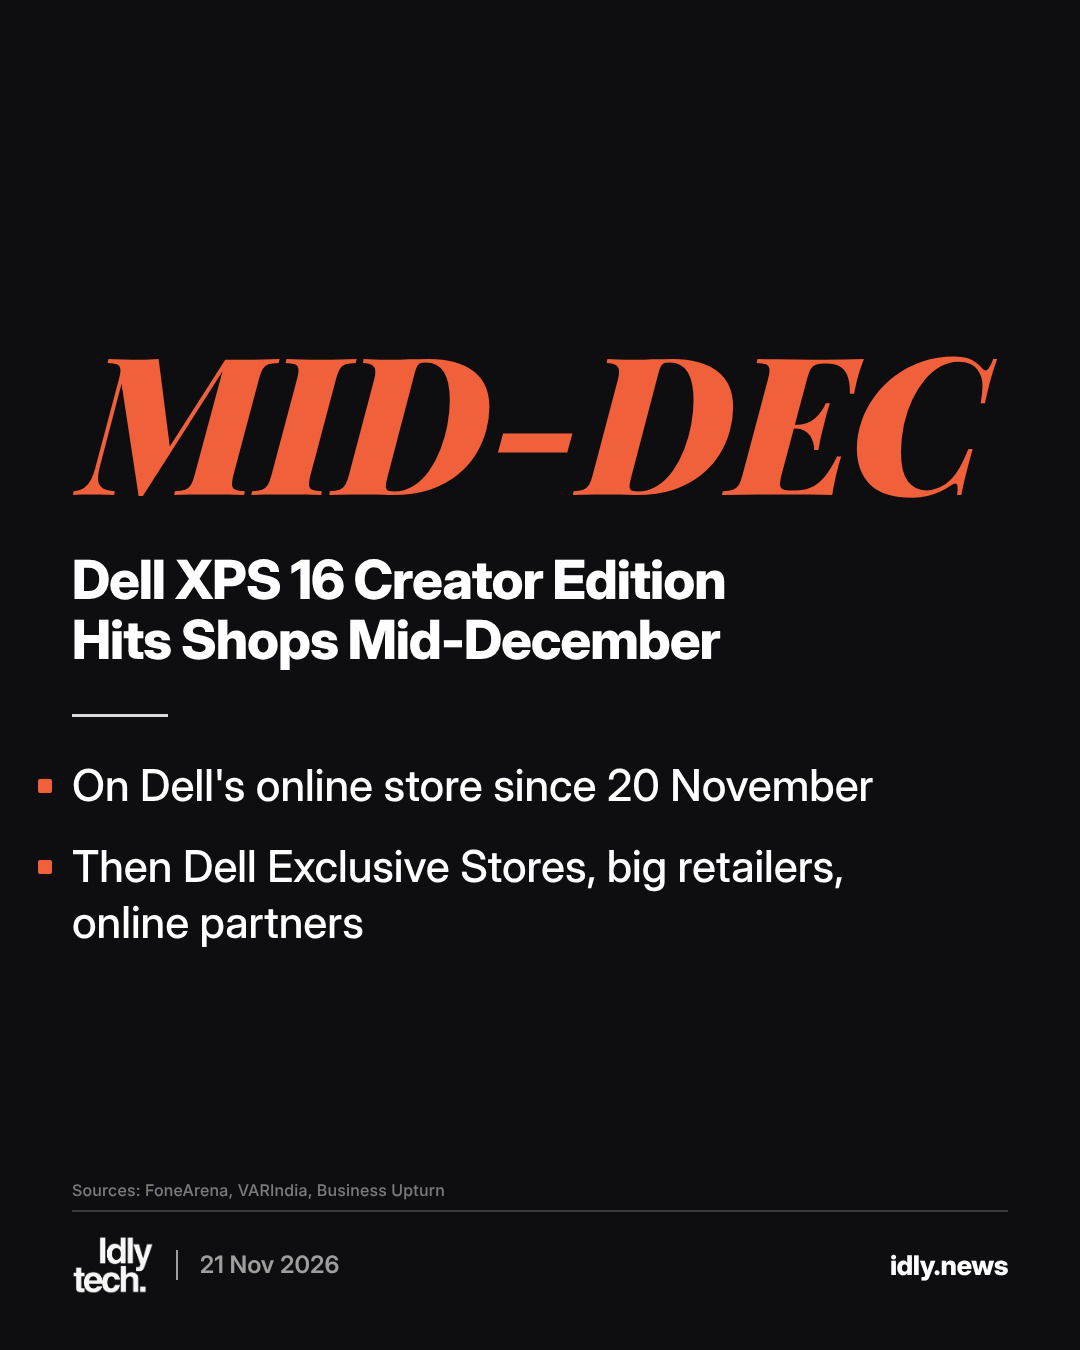 MID-DEC
Dell XPS 16 Creator Edition
Hits Shops Mid-December
On Dell's online store since 20 November
Then Dell Exclusive Stores, big retailers,
online partners
Sources: FoneArena, VARIndia, Business Upturn
Idly
tech.
21 Nov 2026
idly.news